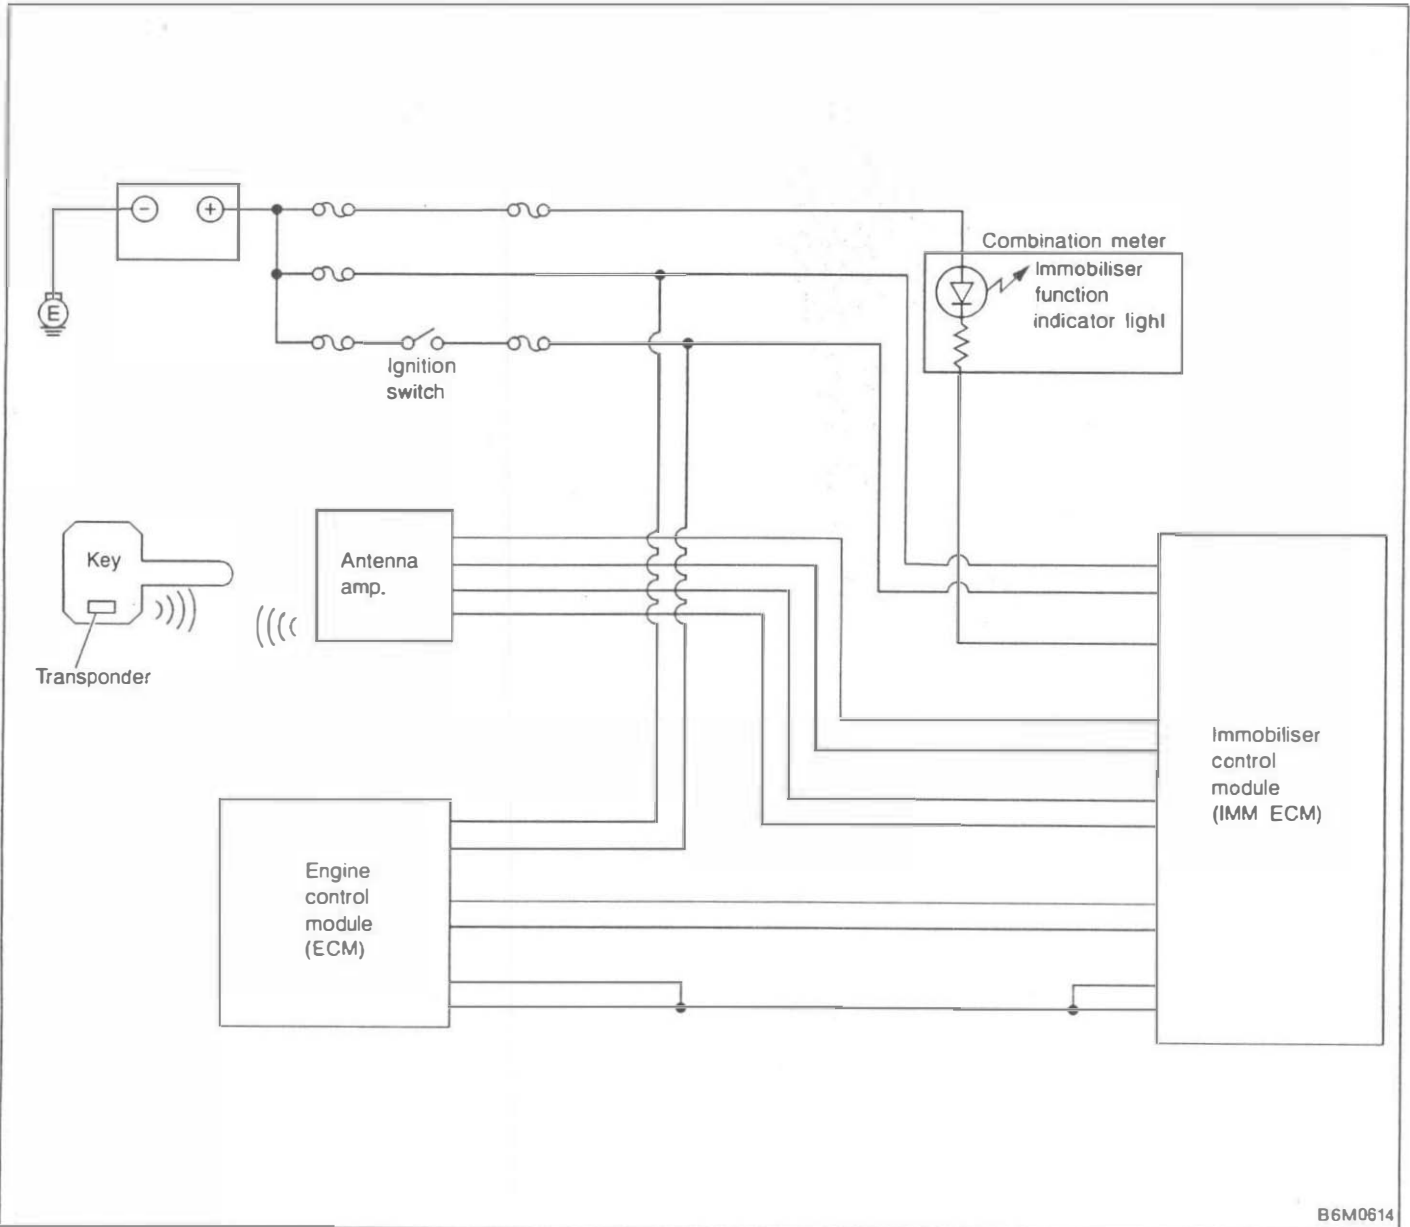 − +
E
Combination meter
Immobiliser
function
indicator light
Ignition
switch
Key
Transponder
Antenna
amp.
Immobiliser
control
module
(IMM ECM)
Engine
control
module
(ECM)
B6M0614